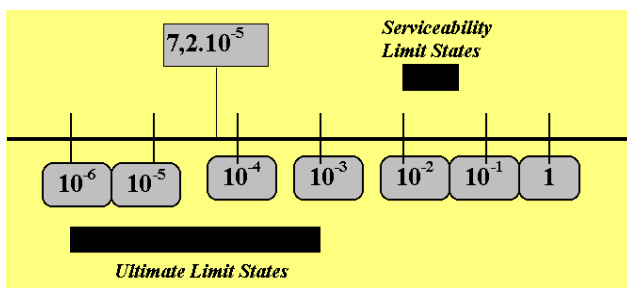 7,2.10⁻⁵
Serviceability
Limit States
10⁻⁶ 10⁻⁵ 10⁻⁴ 10⁻³ 10⁻² 10⁻¹ 1
Ultimate Limit States